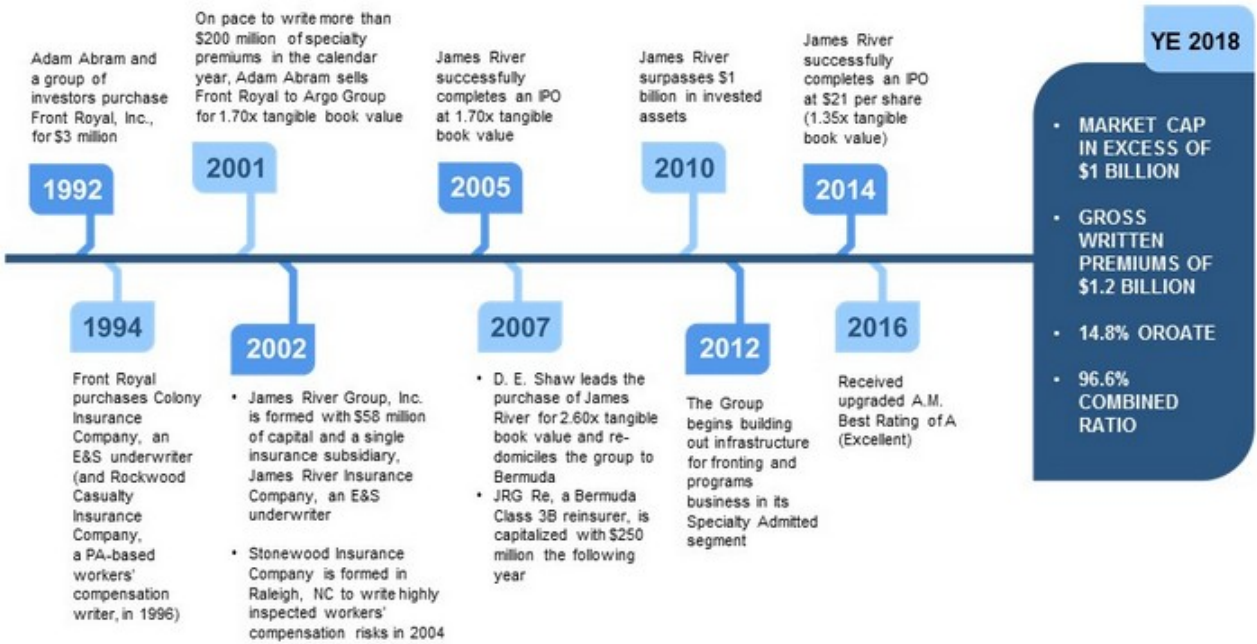 Adam Abram and
a group of
investors purchase
Front Royal, Inc.,
for $3 million
1992
On pace to write more than
$200 million of specialty
premiums in the calendar
year, Adam Abram sells
Front Royal to Argo Group
for 1.70x tangible book value
2001
James River
successfully
completes an IPO
at 1.70x tangible
book value
2005
James River
surpasses $1
billion in invested
assets
2010
James River
successfully
completes an IPO
at $21 per share
(1.35x tangible
book value)
2014
1994
Front Royal
purchases Colony
Insurance
Company, an
E&S underwriter
(and Rockwood
Casualty
Insurance
Company,
a PA-based
workers'
compensation
writer, in 1996)
2002
• James River Group, Inc.
is formed with $58 million
of capital and a single
insurance subsidiary,
James River Insurance
Company, an E&S
underwriter
• Stonewood Insurance
Company is formed in
Raleigh, NC to write highly
inspected workers'
compensation risks in 2004
2007
• D. E. Shaw leads the
purchase of James
River for 2.60x tangible
book value and re-
domiciles the group to
Bermuda
• JRG Re, a Bermuda
Class 3B reinsurer, is
capitalized with $250
million the following
year
2012
The Group
begins building
out infrastructure
for fronting and
programs
business in its
Specialty Admitted
segment
2016
Received
upgraded A.M.
Best Rating of A
(Excellent)
YE 2018
• MARKET CAP
IN EXCESS OF
$1 BILLION
• GROSS
WRITTEN
PREMIUMS OF
$1.2 BILLION
• 14.8% OROATE
• 96.6%
COMBINED
RATIO